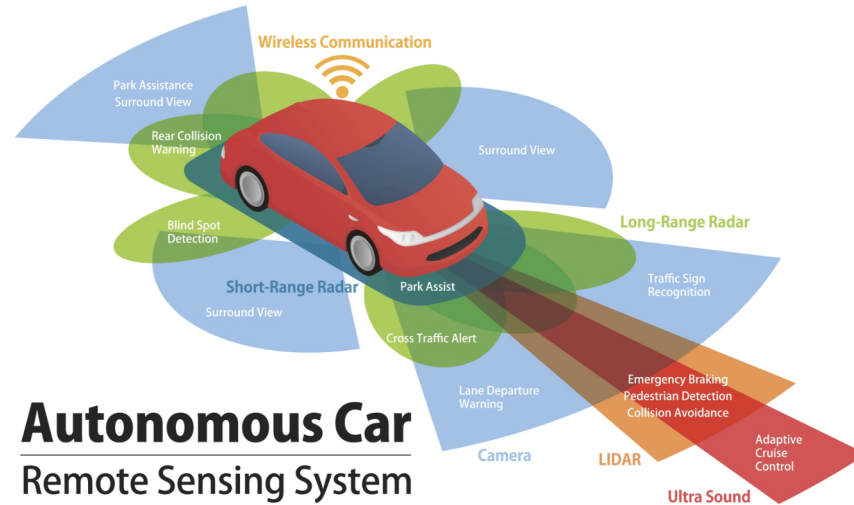 Wireless Communication
Park Assistance
Surround View
Rear Collision
Warning
Surround View
Blind Spot
Detection
Long-Range Radar
Short-Range Radar
Park Assist
Traffic Sign
Recognition
Surround View
Cross Traffic Alert
Emergency Braking
Pedestrian Detection
Collision Avoidance
Lane Departure
Warning
Adaptive
Cruise
Control
Camera
LIDAR
Ultra Sound
Autonomous Car
Remote Sensing System